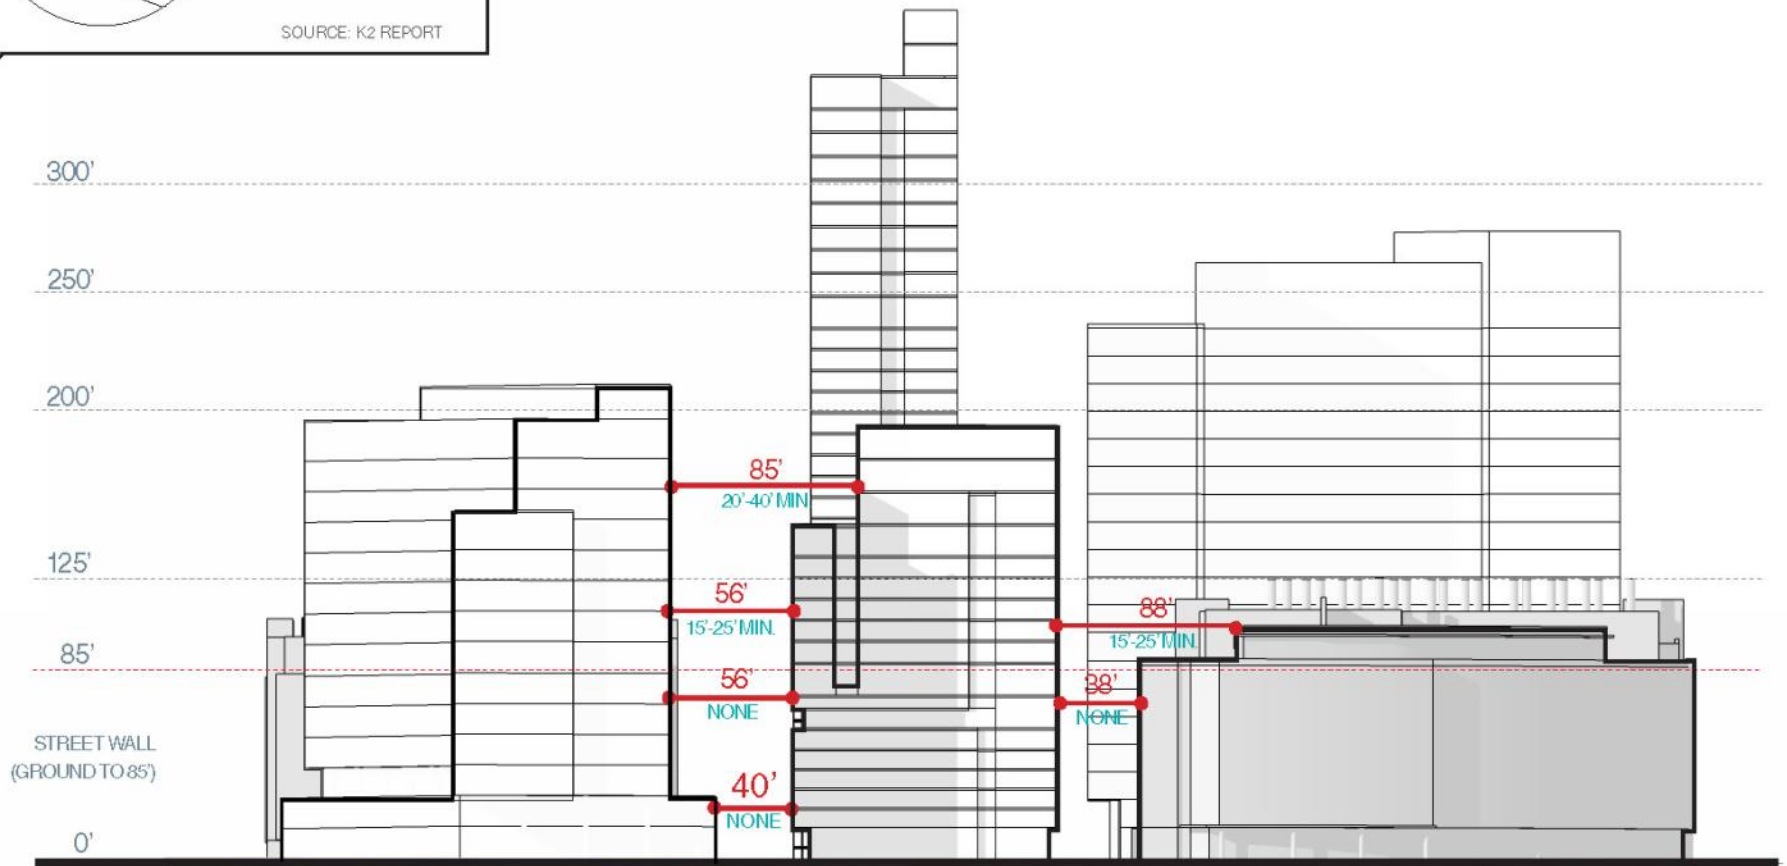 SOURCE: K2 REPORT
300'
250'
200'
85'
20'-40' MIN
125'
56'
15'-25' MIN.
88'
15'-25' MIN.
85'
56'
NONE
38'
NONE
STREET WALL
(GROUND TO 85')
40'
NONE
0'